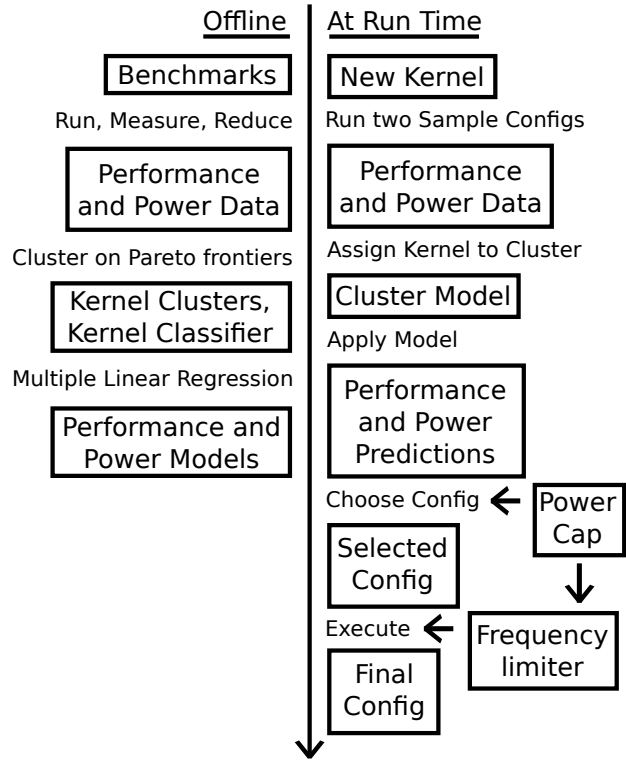 Offline
Benchmarks
Run, Measure, Reduce
Performance
and Power Data
Cluster on Pareto frontiers
Kernel Clusters,
Kernel Classifier
Multiple Linear Regression
Performance and
Power Models
At Run Time
New Kernel
Run two Sample Configs
Performance
and Power Data
Assign Kernel to Cluster
Cluster Model
Apply Model
Performance
and Power
Predictions
Choose Config
Power
Cap
Selected
Config
Execute
Frequency
limiter
Final
Config